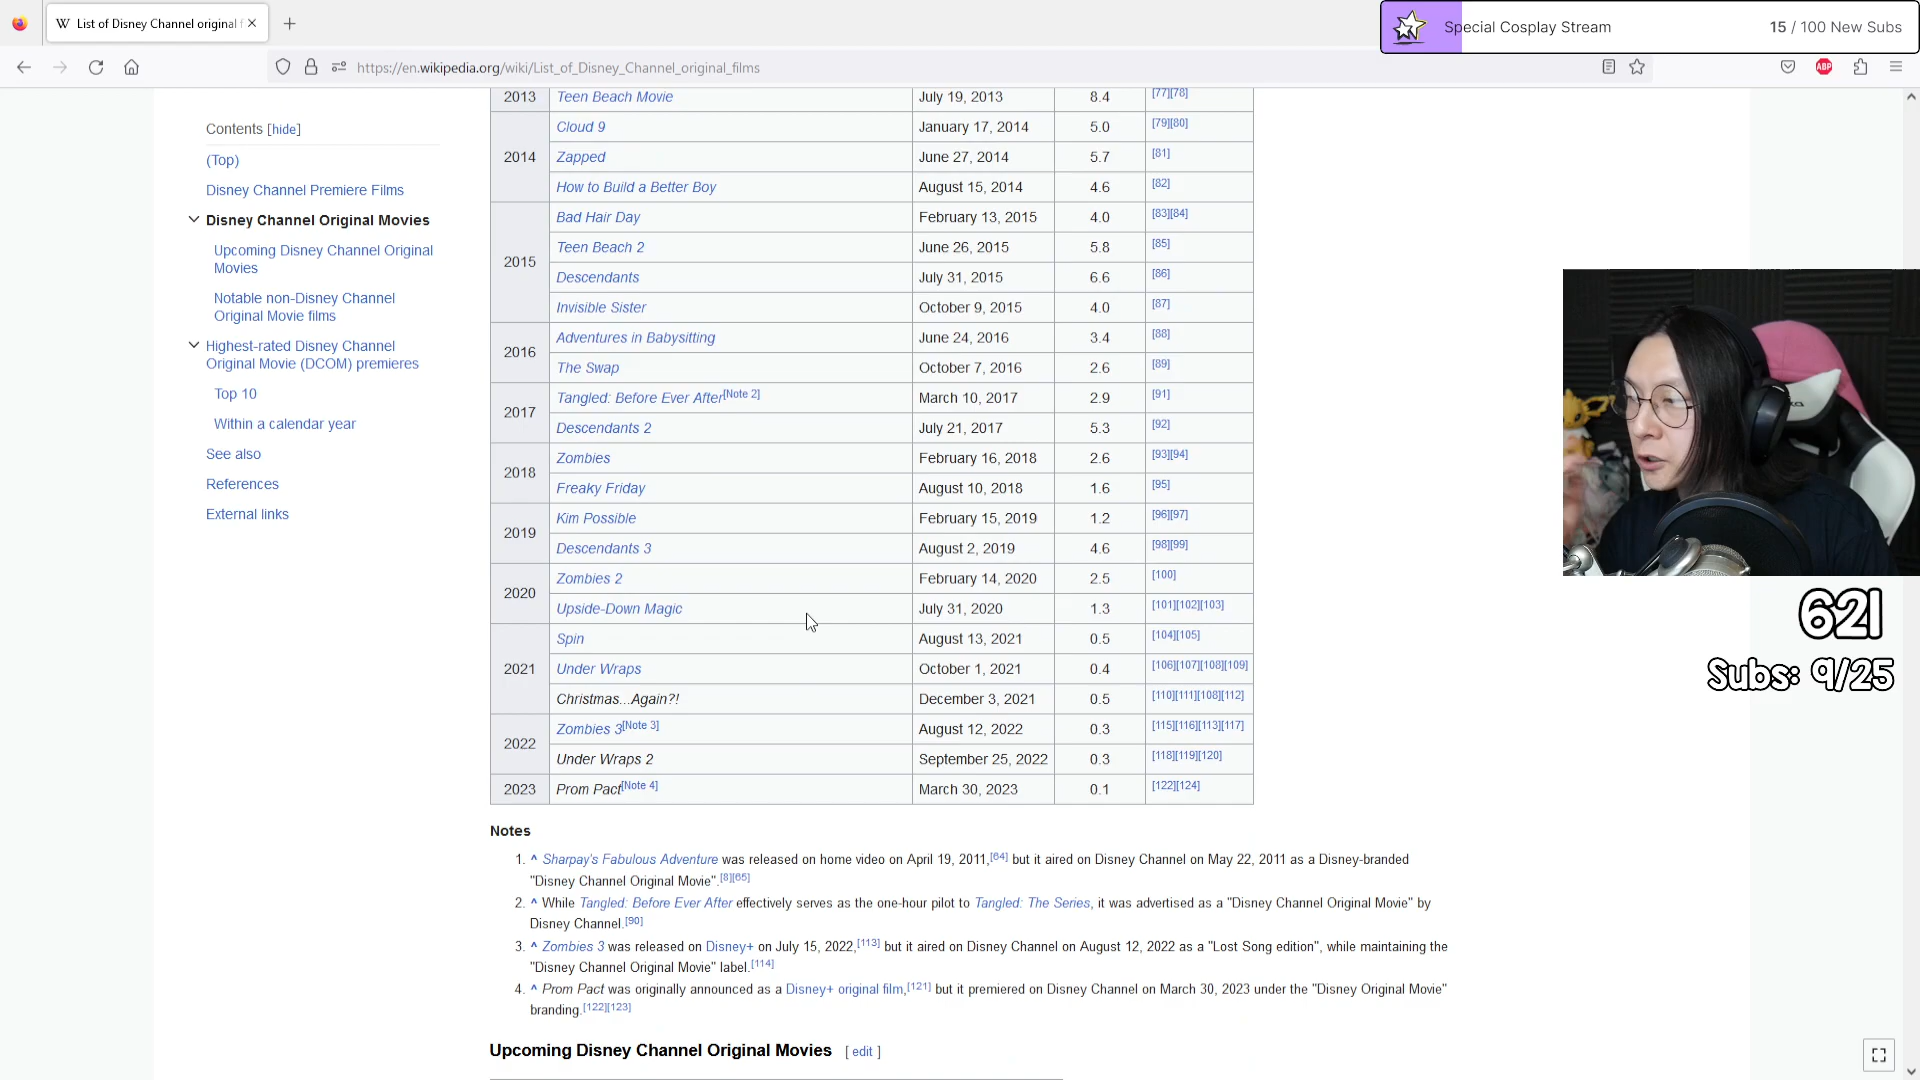 List of Disney Channel original f
Special Cosplay Stream
15 / 100 New Subs
https://en.wikipedia.org/wiki/List_of_Disney_Channel_original_films
ABP
Contents [hide]
(Top)
Disney Channel Premiere Films
Disney Channel Original Movies
Upcoming Disney Channel Original
Movies
Notable non-Disney Channel
Original Movie films
Highest-rated Disney Channel
Original Movie (DCOM) premieres
Top 10
Within a calendar year
See also
References
External links
2013 Teen Beach Movie July 19, 2013 8.4 [77][78]
2014 Cloud 9 January 17, 2014 5.0 [79][80]
Zapped June 27, 2014 5.7 [81]
How to Build a Better Boy August 15, 2014 4.6 [82]
2015 Bad Hair Day February 13, 2015 4.0 [83][84]
Teen Beach 2 June 26, 2015 5.8 [85]
Descendants July 31, 2015 6.6 [86]
Invisible Sister October 9, 2015 4.0 [87]
2016 Adventures in Babysitting June 24, 2016 3.4 [88]
The Swap October 7, 2016 2.6 [89]
2017 Tangled: Before Ever After[Note 2] March 10, 2017 2.9 [91]
Descendants 2 July 21, 2017 5.3 [92]
2018 Zombies February 16, 2018 2.6 [93][94]
Freaky Friday August 10, 2018 1.6 [95]
2019 Kim Possible February 15, 2019 1.2 [96][97]
Descendants 3 August 2, 2019 4.6 [98][99]
2020 Zombies 2 February 14, 2020 2.5 [100]
Upside-Down Magic July 31, 2020 1.3 [101][102][103]
2021 Spin August 13, 2021 0.5 [104][105]
Under Wraps October 1, 2021 0.4 [106][107][108][109]
Christmas...Again?! December 3, 2021 0.5 [110][111][108][112]
2022 Zombies 3[Note 3] August 12, 2022 0.3 [115][116][113][117]
Under Wraps 2 September 25, 2022 0.3 [118][119][120]
2023 Prom Pact[Note 4] March 30, 2023 0.1 [122][124]
Notes
1. ^ Sharpay's Fabulous Adventure was released on home video on April 19, 2011,[64] but it aired on Disney Channel on May 22, 2011 as a Disney-branded
"Disney Channel Original Movie".[8][65]
2. ^ While Tangled: Before Ever After effectively serves as the one-hour pilot to Tangled: The Series, it was advertised as a "Disney Channel Original Movie" by
Disney Channel.[90]
3. ^ Zombies 3 was released on Disney+ on July 15, 2022,[113] but it aired on Disney Channel on August 12, 2022 as a "Lost Song edition", while maintaining the
"Disney Channel Original Movie" label.[114]
4. ^ Prom Pact was originally announced as a Disney+ original film,[121] but it premiered on Disney Channel on March 30, 2023 under the "Disney Original Movie"
branding.[122][123]
Upcoming Disney Channel Original Movies [ edit ]
621
Subs: 9/25